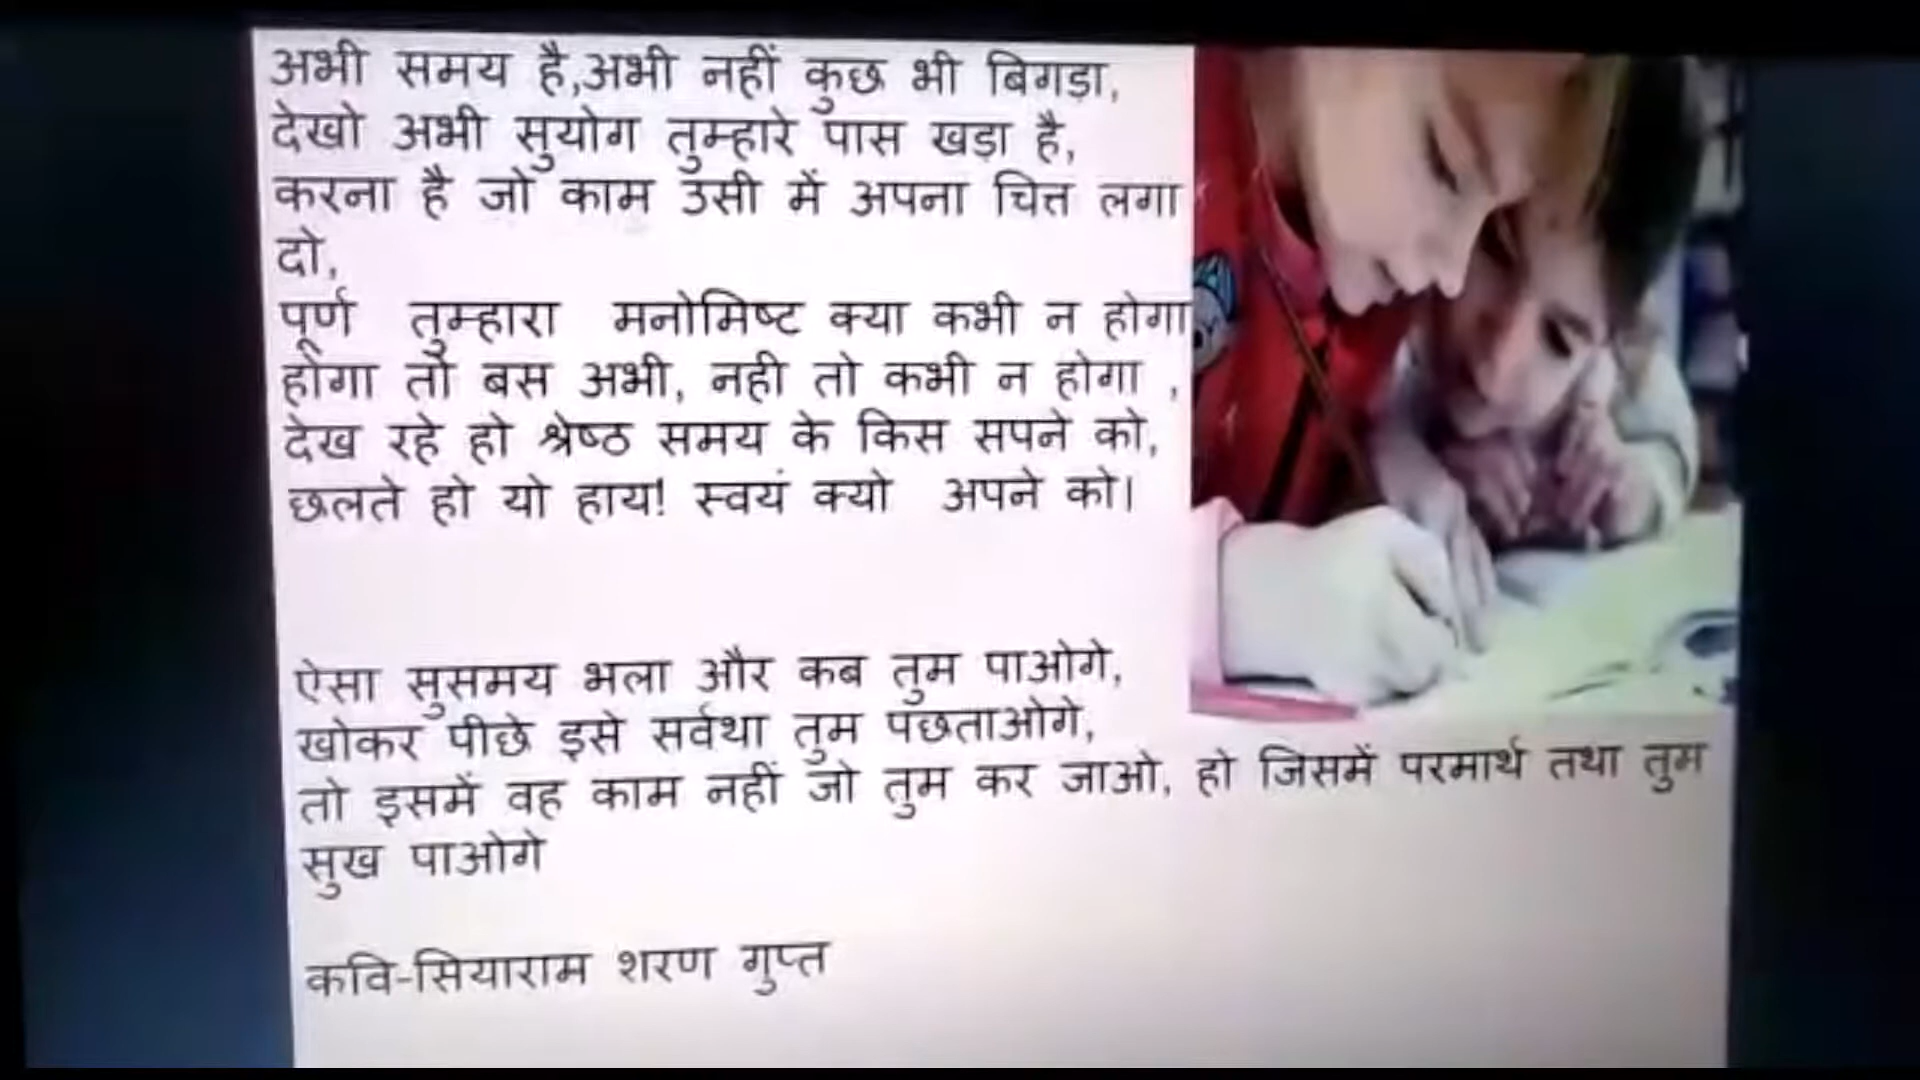 अभी समय है,अभी नहीं कुछ भी बिगड़ा,
देखो अभी सुयोग तुम्हारे पास खड़ा है,
करना है जो काम उसी में अपना चित्त लगा
दो,
पूर्ण तुम्हारा मनोमिष्ट क्या कभी न होगा
होगा तो बस अभी, नही तो कभी न होगा ,
देख रहे हो श्रेष्ठ समय के किस सपने को,
छलते हो यो हाय! स्वयं क्यो अपने को।
ऐसा सुसमय भला और कब तुम पाओगे,
खोकर पीछे इसे सर्वथा तुम पछताओगे,
तो इसमें वह काम नहीं जो तुम कर जाओ, हो जिसमें परमार्थ तथा तुम
सुख पाओगे
कवि-सियाराम शरण गुप्त